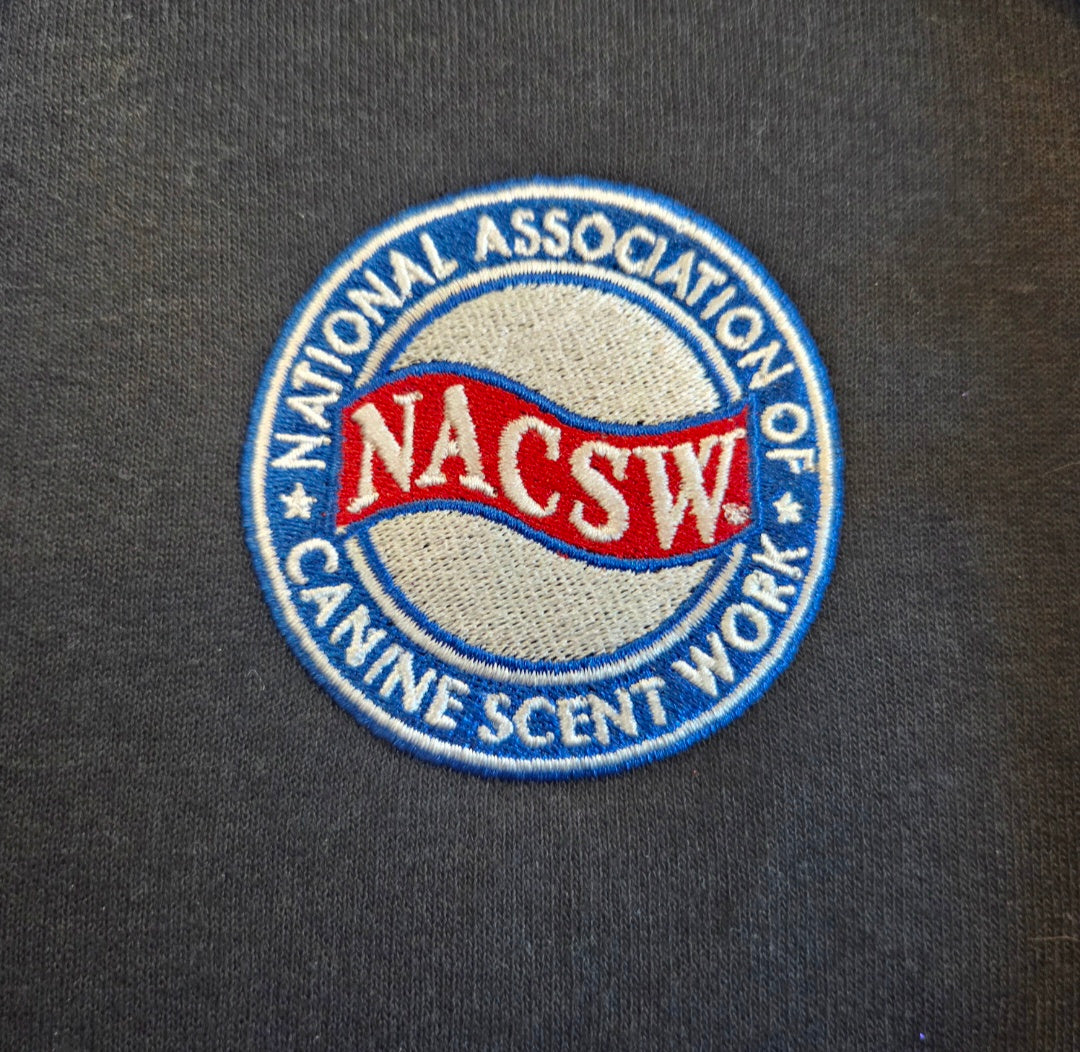 NATIONAL ASSOCIATION OF
NACSW
CANINE SCENT WORK